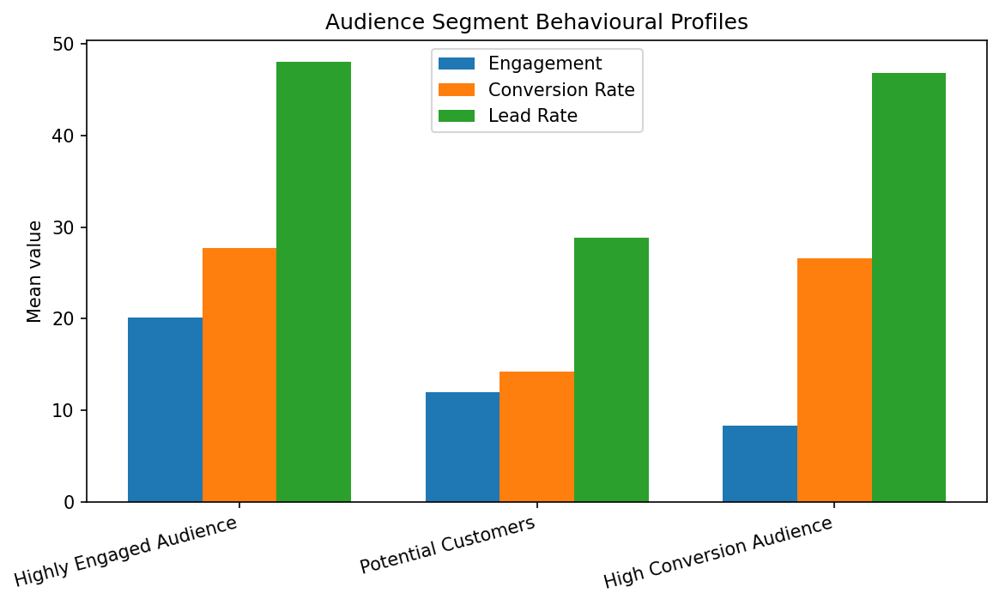 Audience Segment Behavioural Profiles
Engagement
Conversion Rate
Lead Rate
Mean value
50
40
30
20
10
0
Highly Engaged Audience
Potential Customers
High Conversion Audience